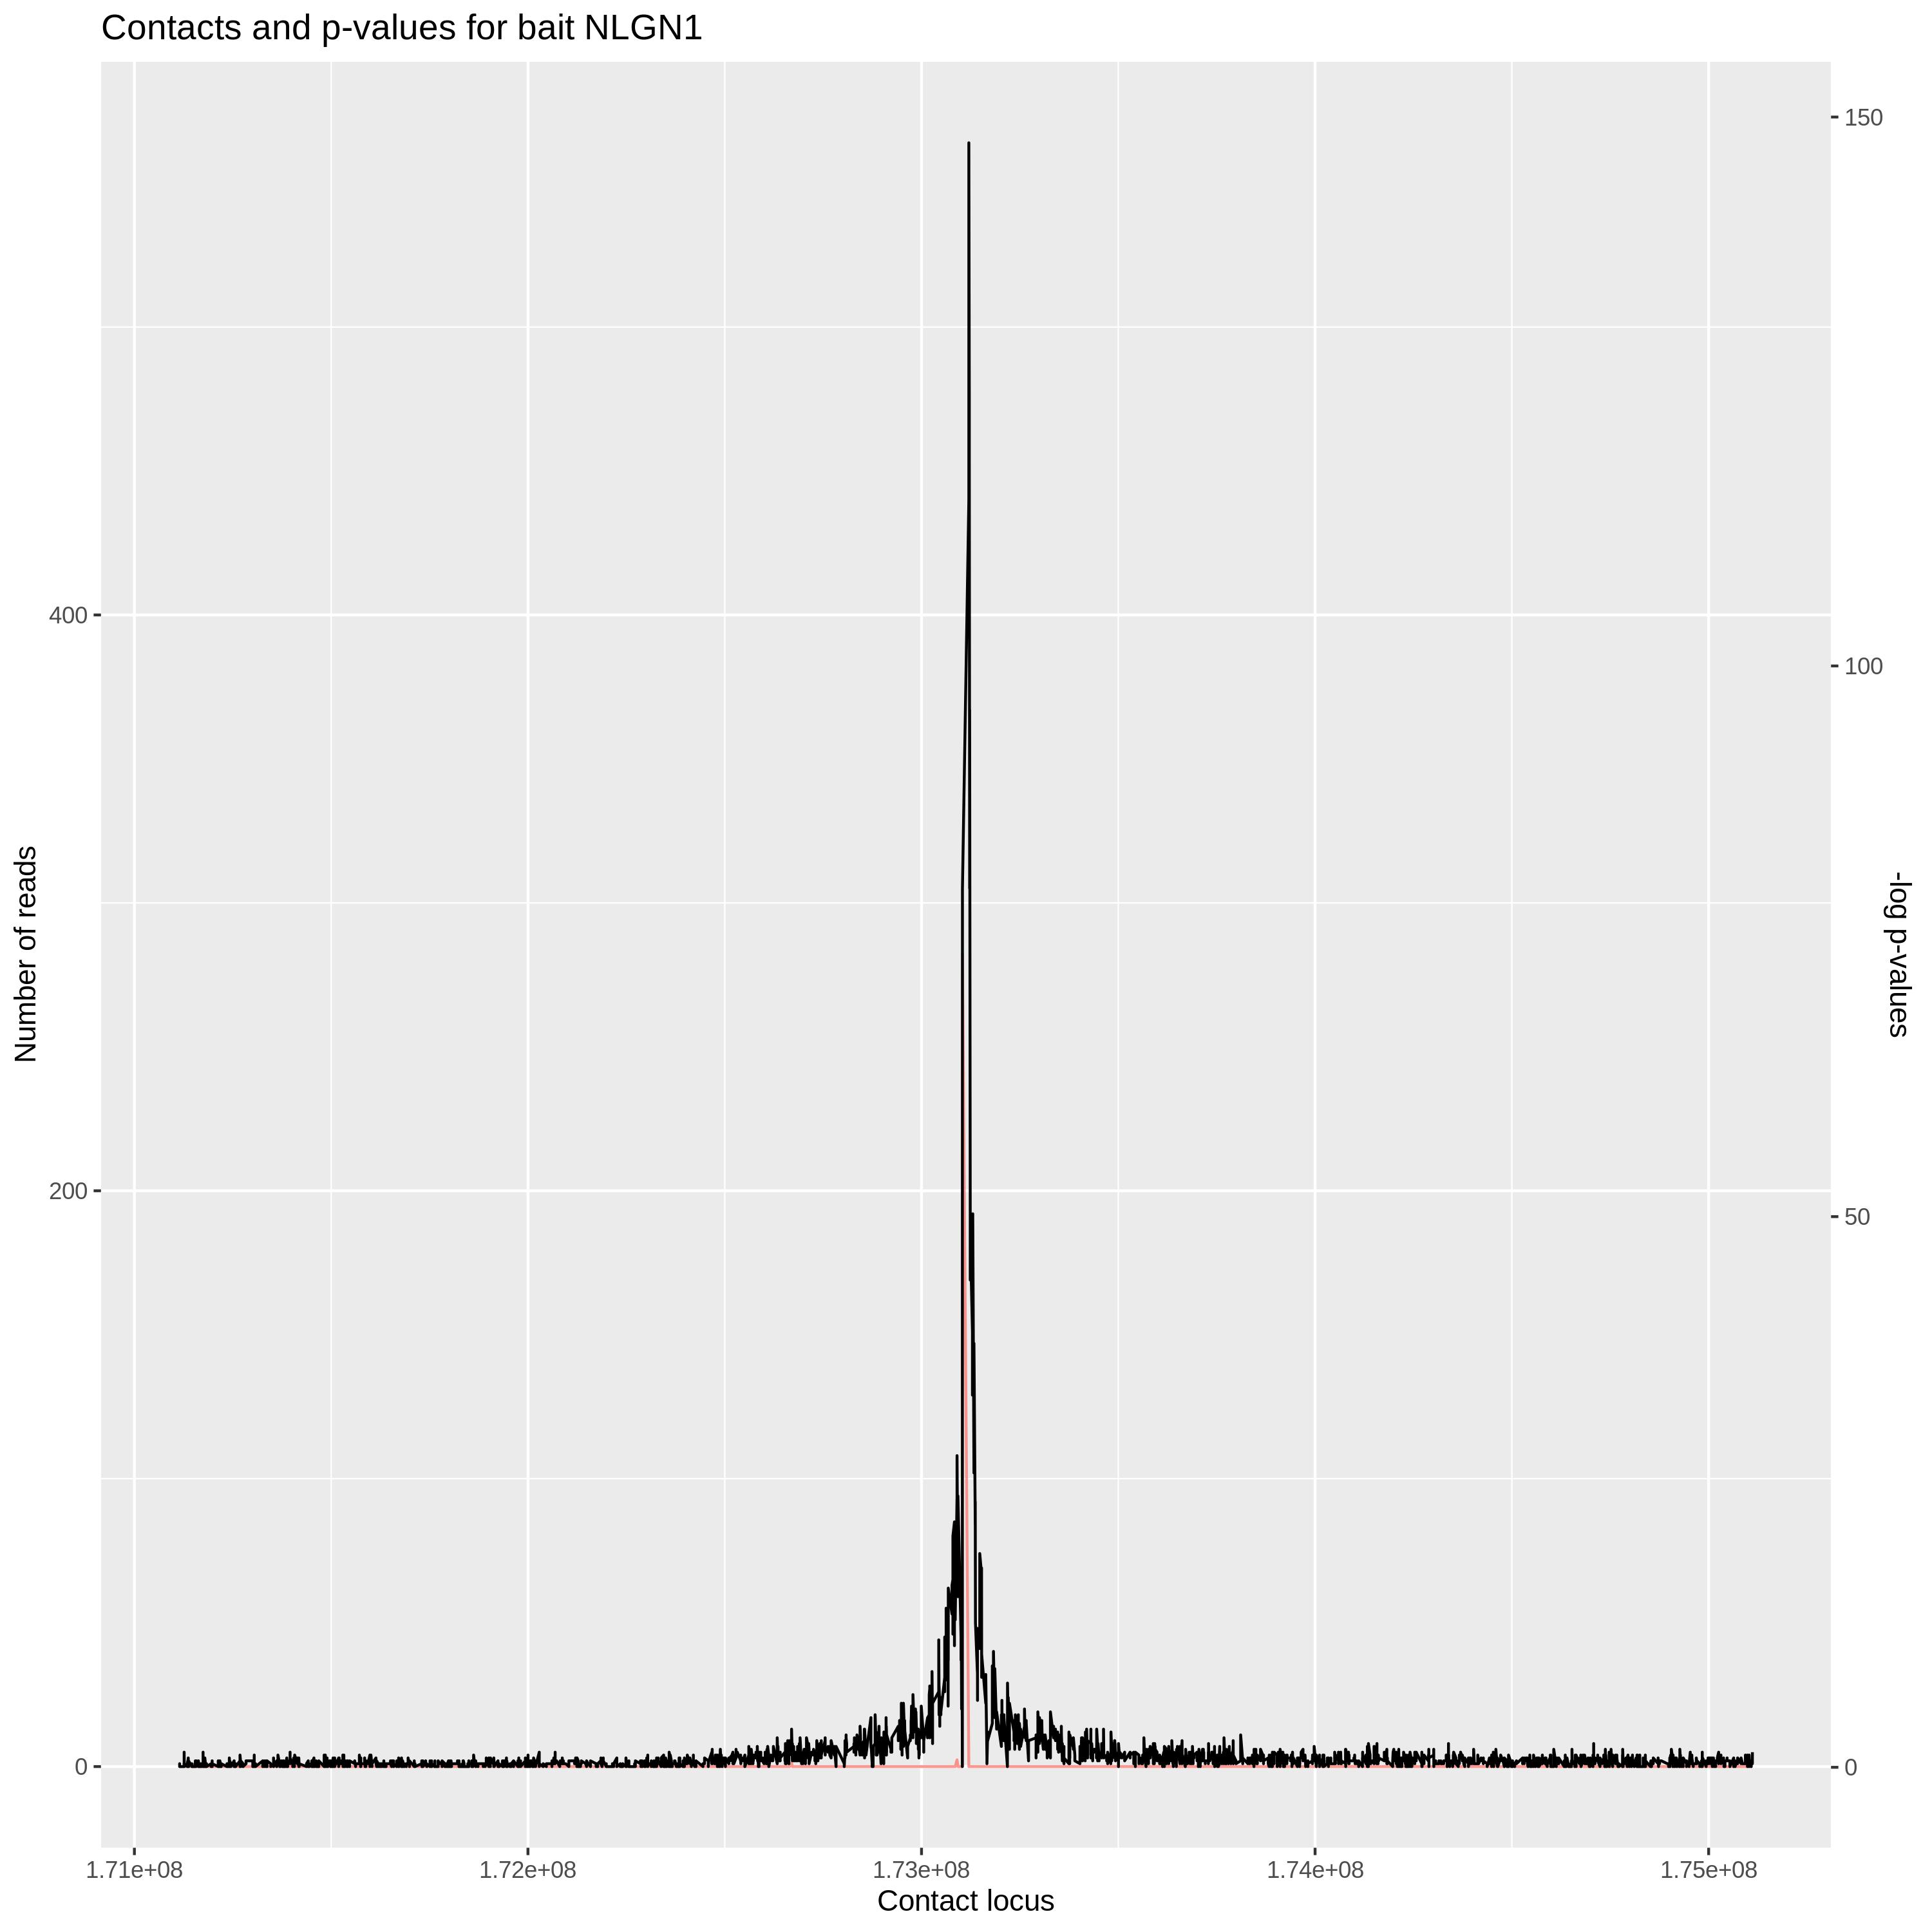 Contacts and p-values for bait NLGN1
150
400
100
Number of reads
-log p-values
200
50
0
0
1.71e+08
1.72e+08
1.73e+08
1.74e+08
1.75e+08
Contact locus